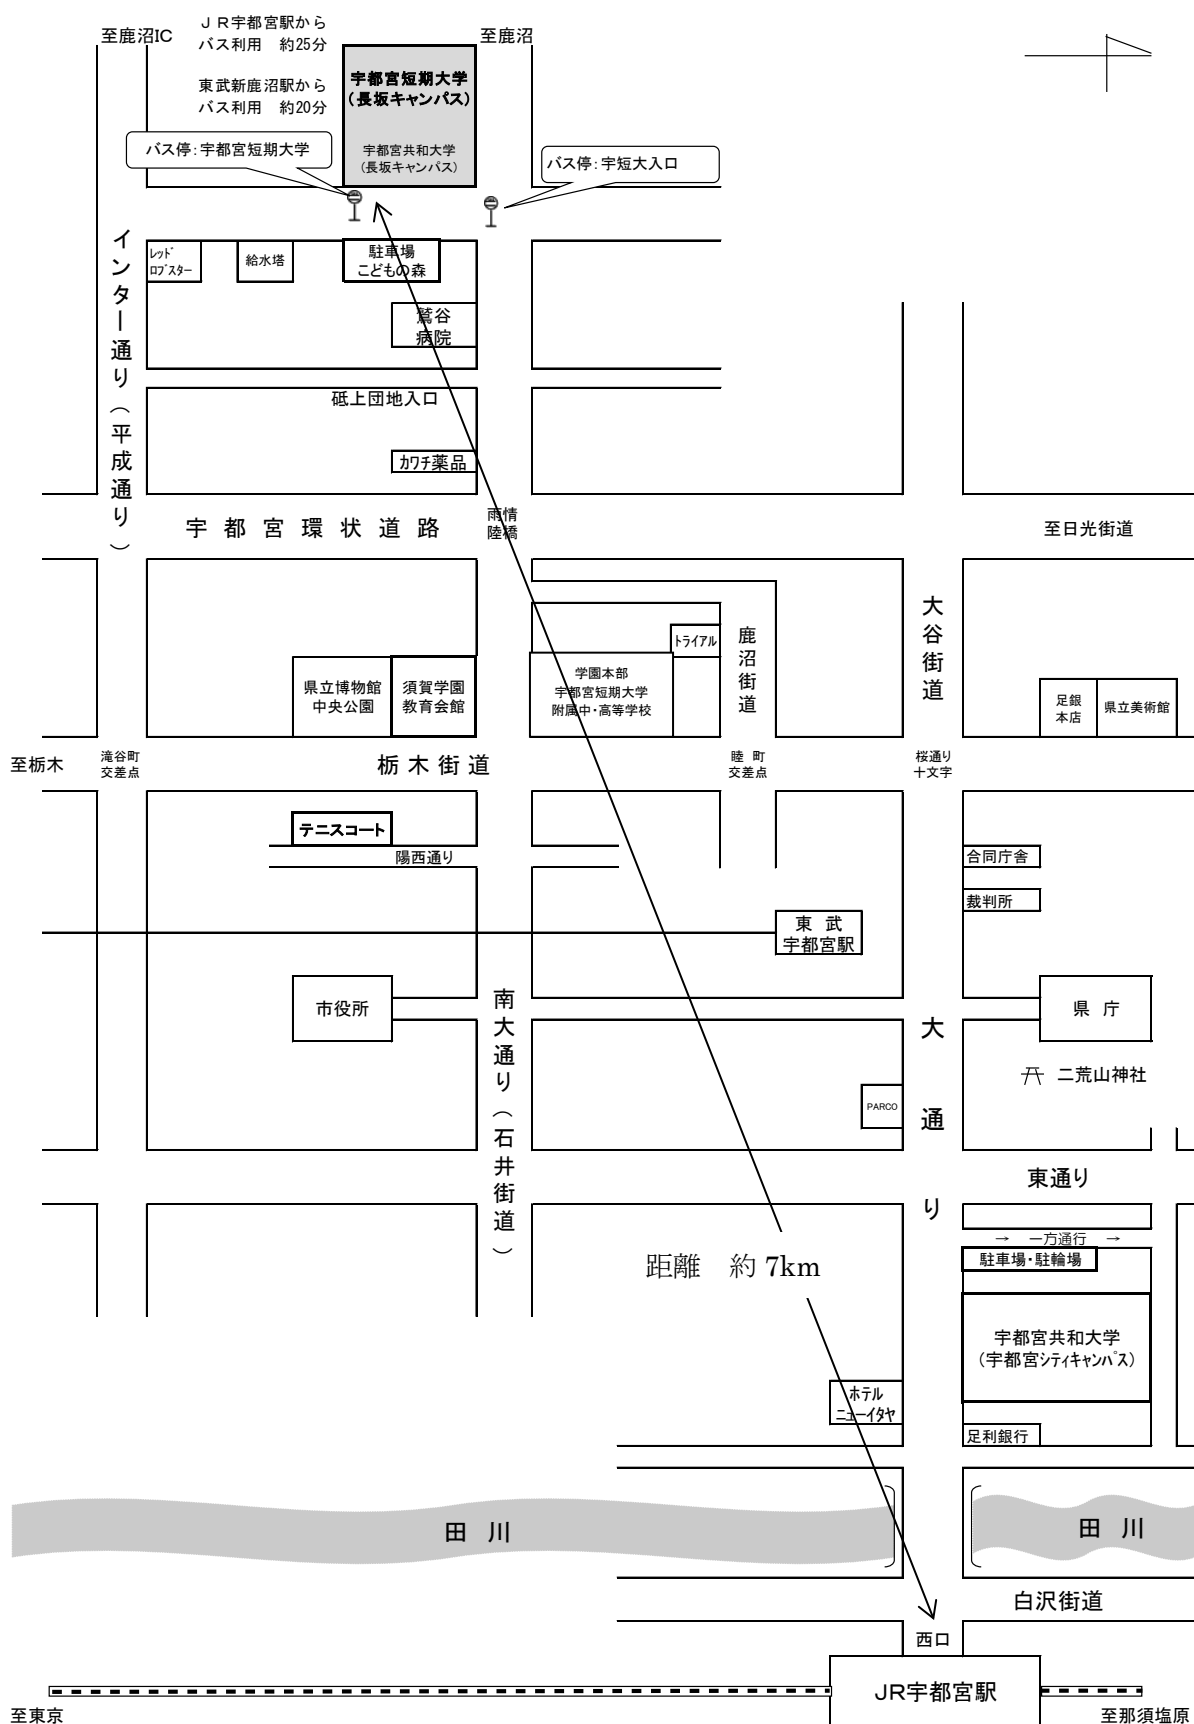 至鹿沼IC
ＪＲ宇都宮駅から
バス利用　約25分
至鹿沼
東武新鹿沼駅から
バス利用　約20分
宇都宮短期大学
(長坂キャンパス)
宇都宮共和大学
(長坂キャンパス)
バス停:宇都宮短期大学
バス停:宇短大入口
インター通り(平成通り)
レッド
ロブスター
給水塔
駐車場
こどもの森
鷲谷
病院
砥上団地入口
カワチ薬品
宇都宮環状道路
雨情
陸橋
至日光街道
大谷街道
鹿沼街道
トライアル
県立博物館
中央公園
須賀学園
教育会館
学園本部
宇都宮短期大学
附属中・高等学校
足銀
本店
県立美術館
至栃木
滝谷町
交差点
栃木街道
睦 町
交差点
桜通り
十文字
テニスコート
陽西通り
合同庁舎
裁判所
東 武
宇都宮駅
市役所
南大通り(石井街道)
県 庁
大通り
二荒山神社
PARCO
東通り
→　一方通行　→
駐車場・駐輪場
距離　約 7km
宇都宮共和大学
(宇都宮シティキャンパス)
ホテル
ニューイタヤ
足利銀行
田 川
田 川
白沢街道
西口
JR宇都宮駅
至東京
至那須塩原